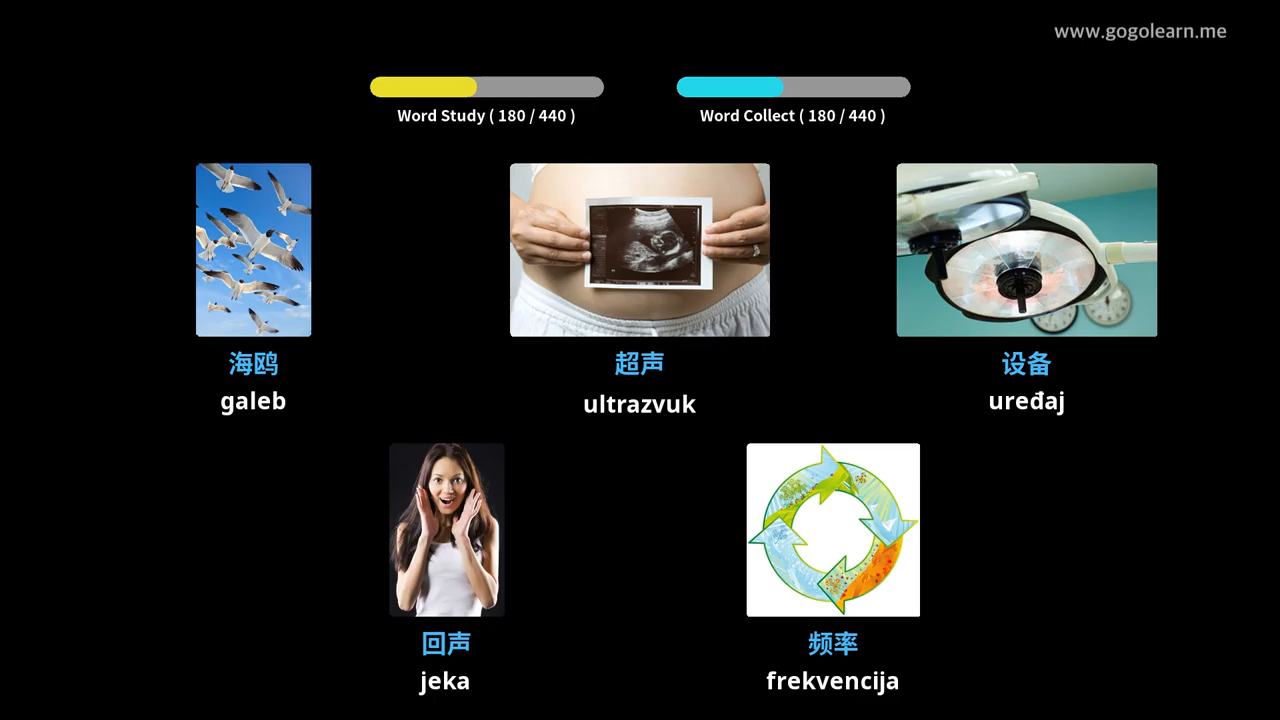 www.gogolearn.me
Word Study ( 180 / 440 )
Word Collect ( 180 / 440 )
海鸥
galeb
超声
ultrazvuk
设备
uređaj
回声
jeka
频率
frekvencija